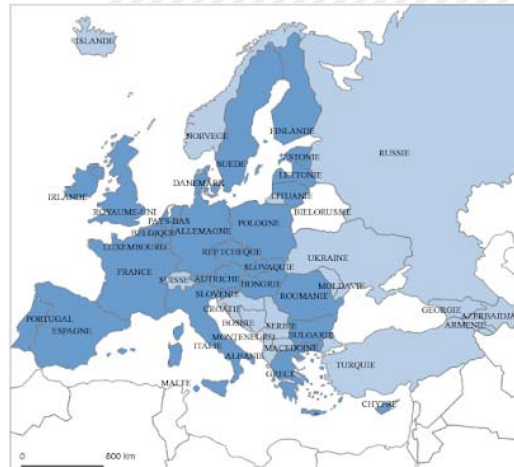 ISLANDE
NORVEGE
SUEDE
FINLANDE
ESTONIE
LETTONIE
LITUANIE
RUSSIE
DANEMARK
IRLANDE
ROYAUME-UNI
PAYS-BAS
BELGIQUE
LUXEMBOURG
ALLEMAGNE
POLOGNE
BIELORUSSIE
REP TCHEQUE
SLOVAQUIE
UKRAINE
FRANCE
SUISSE
AUTRICHE
HONGRIE
MOLDAVIE
SLOVENIE
CROATIE
ROUMANIE
BOSNIE
SERBIE
MONTENEGRO
BULGARIE
MACEDOINE
ITALIE
ALBANIE
GRECE
PORTUGAL
ESPAGNE
GEORGIE
ARMENIE
AZERBAIDJA
TURQUIE
MALTE
CHYPRE
0 800 km